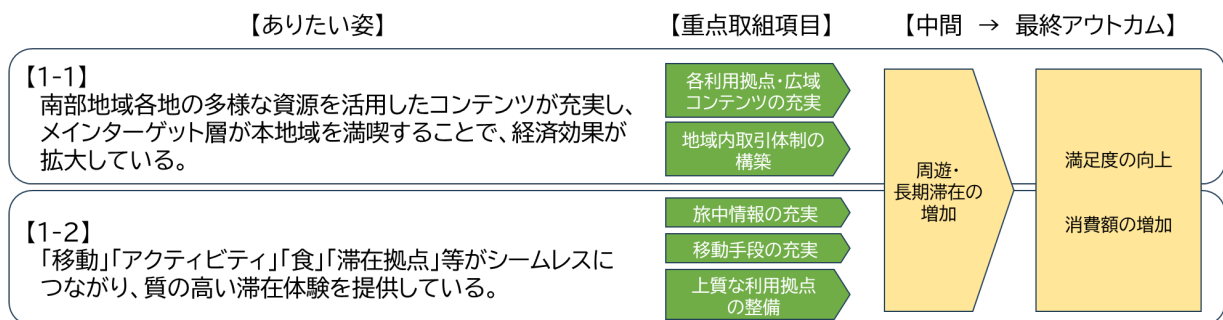 【ありたい姿】
【重点取組項目】
【中間 → 最終アウトカム】
【1-1】
南部地域各地の多様な資源を活用したコンテンツが充実し、
メインターゲット層が本地域を満喫することで、経済効果が
拡大している。
各利用拠点・広域
コンテンツの充実
地域内取引体制の
構築
【1-2】
「移動」「アクティビティ」「食」「滞在拠点」等がシームレスに
つながり、質の高い滞在体験を提供している。
旅中情報の充実
移動手段の充実
上質な利用拠点
の整備
周遊・
長期滞在の
増加
満足度の向上
消費額の増加